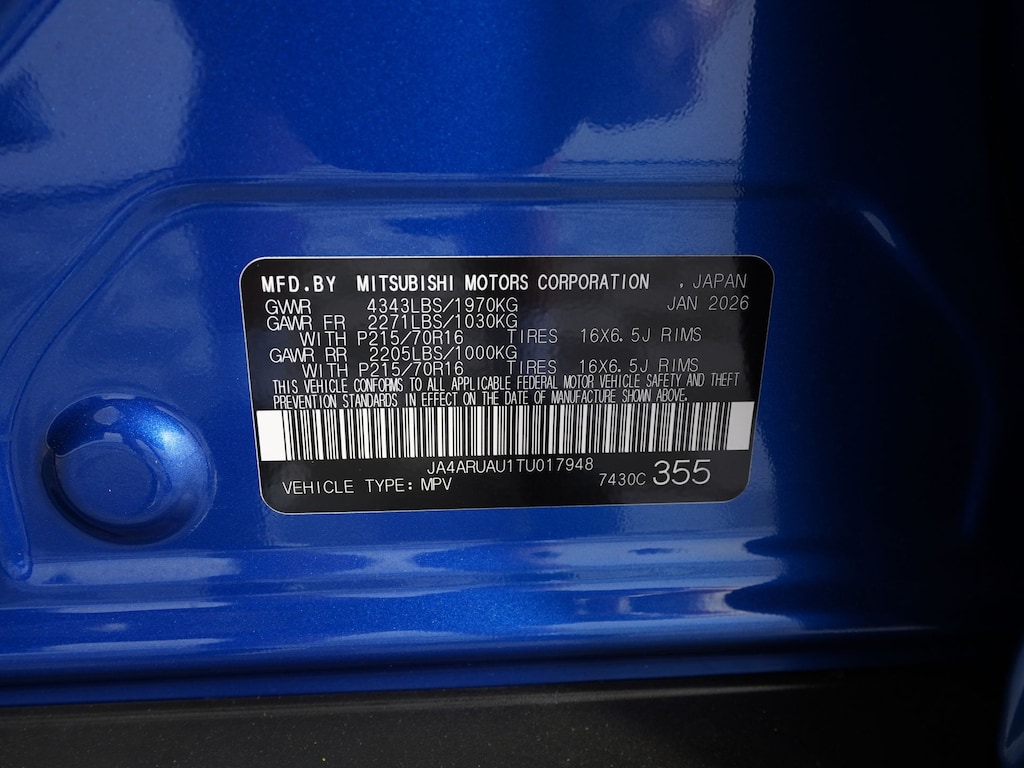 MFD.BY MITSUBISHI MOTORS CORPORATION , JAPAN
GVWR 4343LBS/1970KG JAN 2026
GAWR FR 2271LBS/1030KG
WITH P215/70R16 TIRES 16X6.5J RIMS
GAWR RR 2205LBS/1000KG
WITH P215/70R16 TIRES 16X6.5J RIMS
THIS VEHICLE CONFORMS TO ALL APPLICABLE FEDERAL MOTOR VEHICLE SAFETY AND THEFT
PREVENTION STANDARDS IN EFFECT ON THE DATE OF MANUFACTURE SHOWN ABOVE.
JA4ARUAU1TU017948
VEHICLE TYPE: MPV 7430C 355